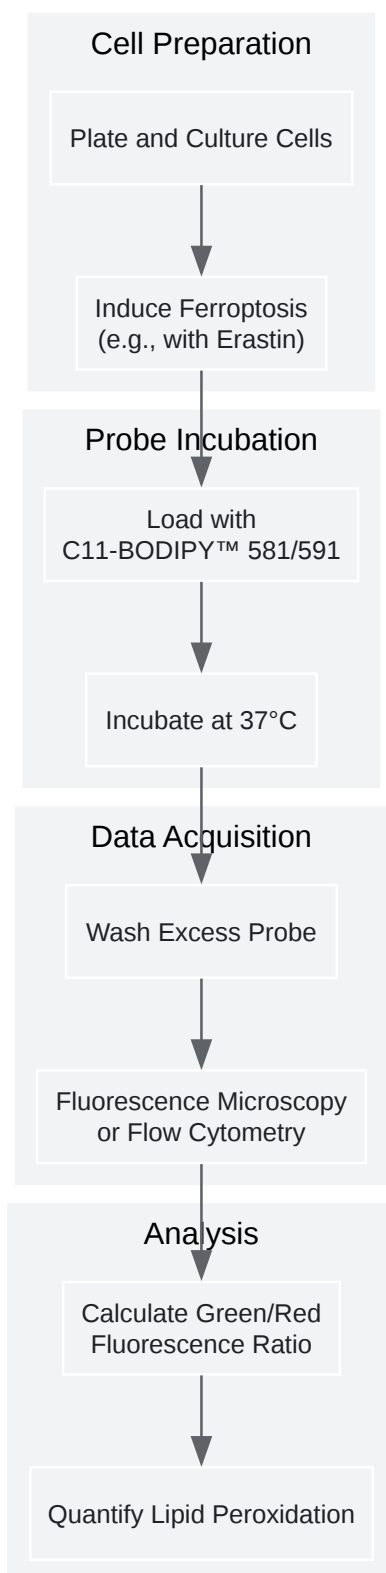 Cell Preparation
Plate and Culture Cells
Induce Ferroptosis
(e.g., with Erastin)
Probe Incubation
Load with
C11-BODIPY™ 581/591
Incubate at 37°C
Data Acquisition
Wash Excess Probe
Fluorescence Microscopy
or Flow Cytometry
Analysis
Calculate Green/Red
Fluorescence Ratio
Quantify Lipid Peroxidation